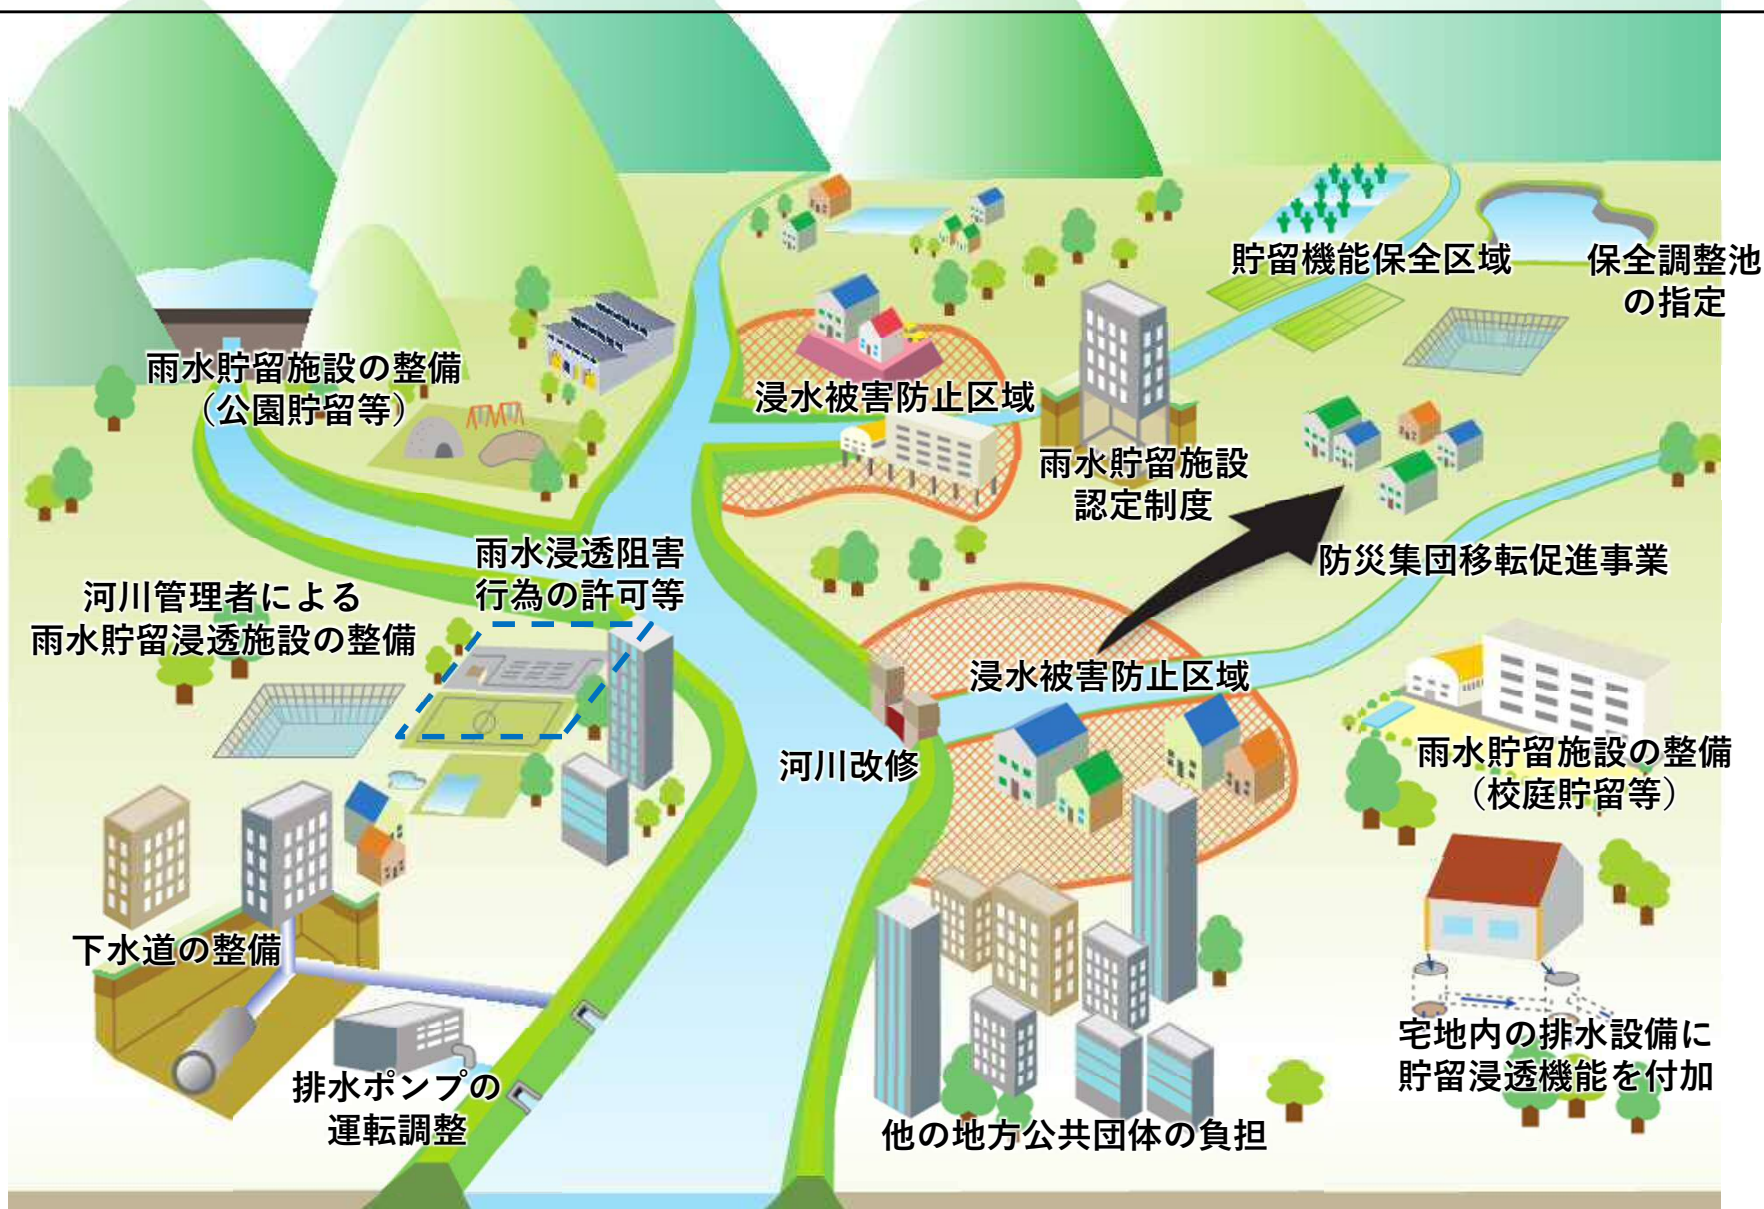 貯留機能保全区域
保全調整池
の指定
雨水貯留施設の整備
（公園貯留等）
浸水被害防止区域
雨水貯留施設
認定制度
雨水浸透阻害
行為の許可等
防災集団移転促進事業
河川管理者による
雨水貯留浸透施設の整備
浸水被害防止区域
河川改修
雨水貯留施設の整備
（校庭貯留等）
下水道の整備
宅地内の排水設備に
貯留浸透機能を付加
排水ポンプの
運転調整
他の地方公共団体の負担